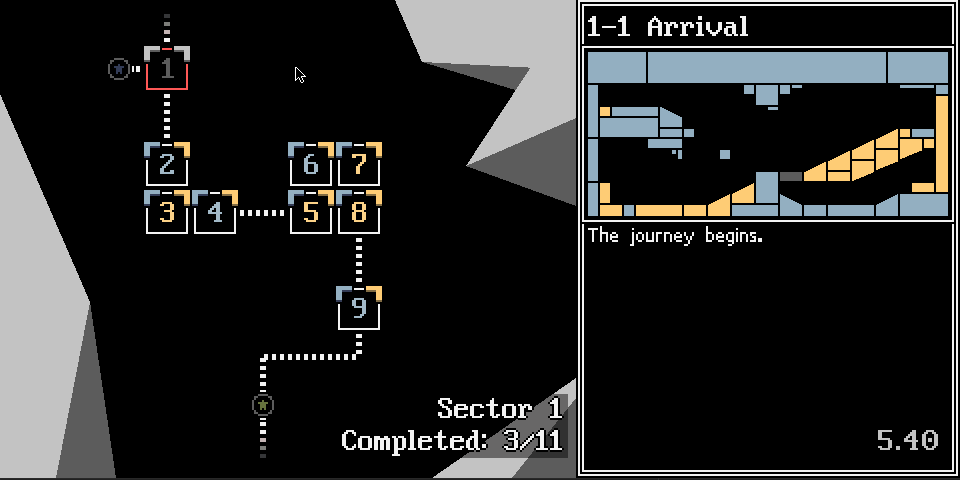 1
2
6
7
3
4
5
8
9
Sector 1
Completed: 3/11
1-1 Arrival
The journey begins.
5.40